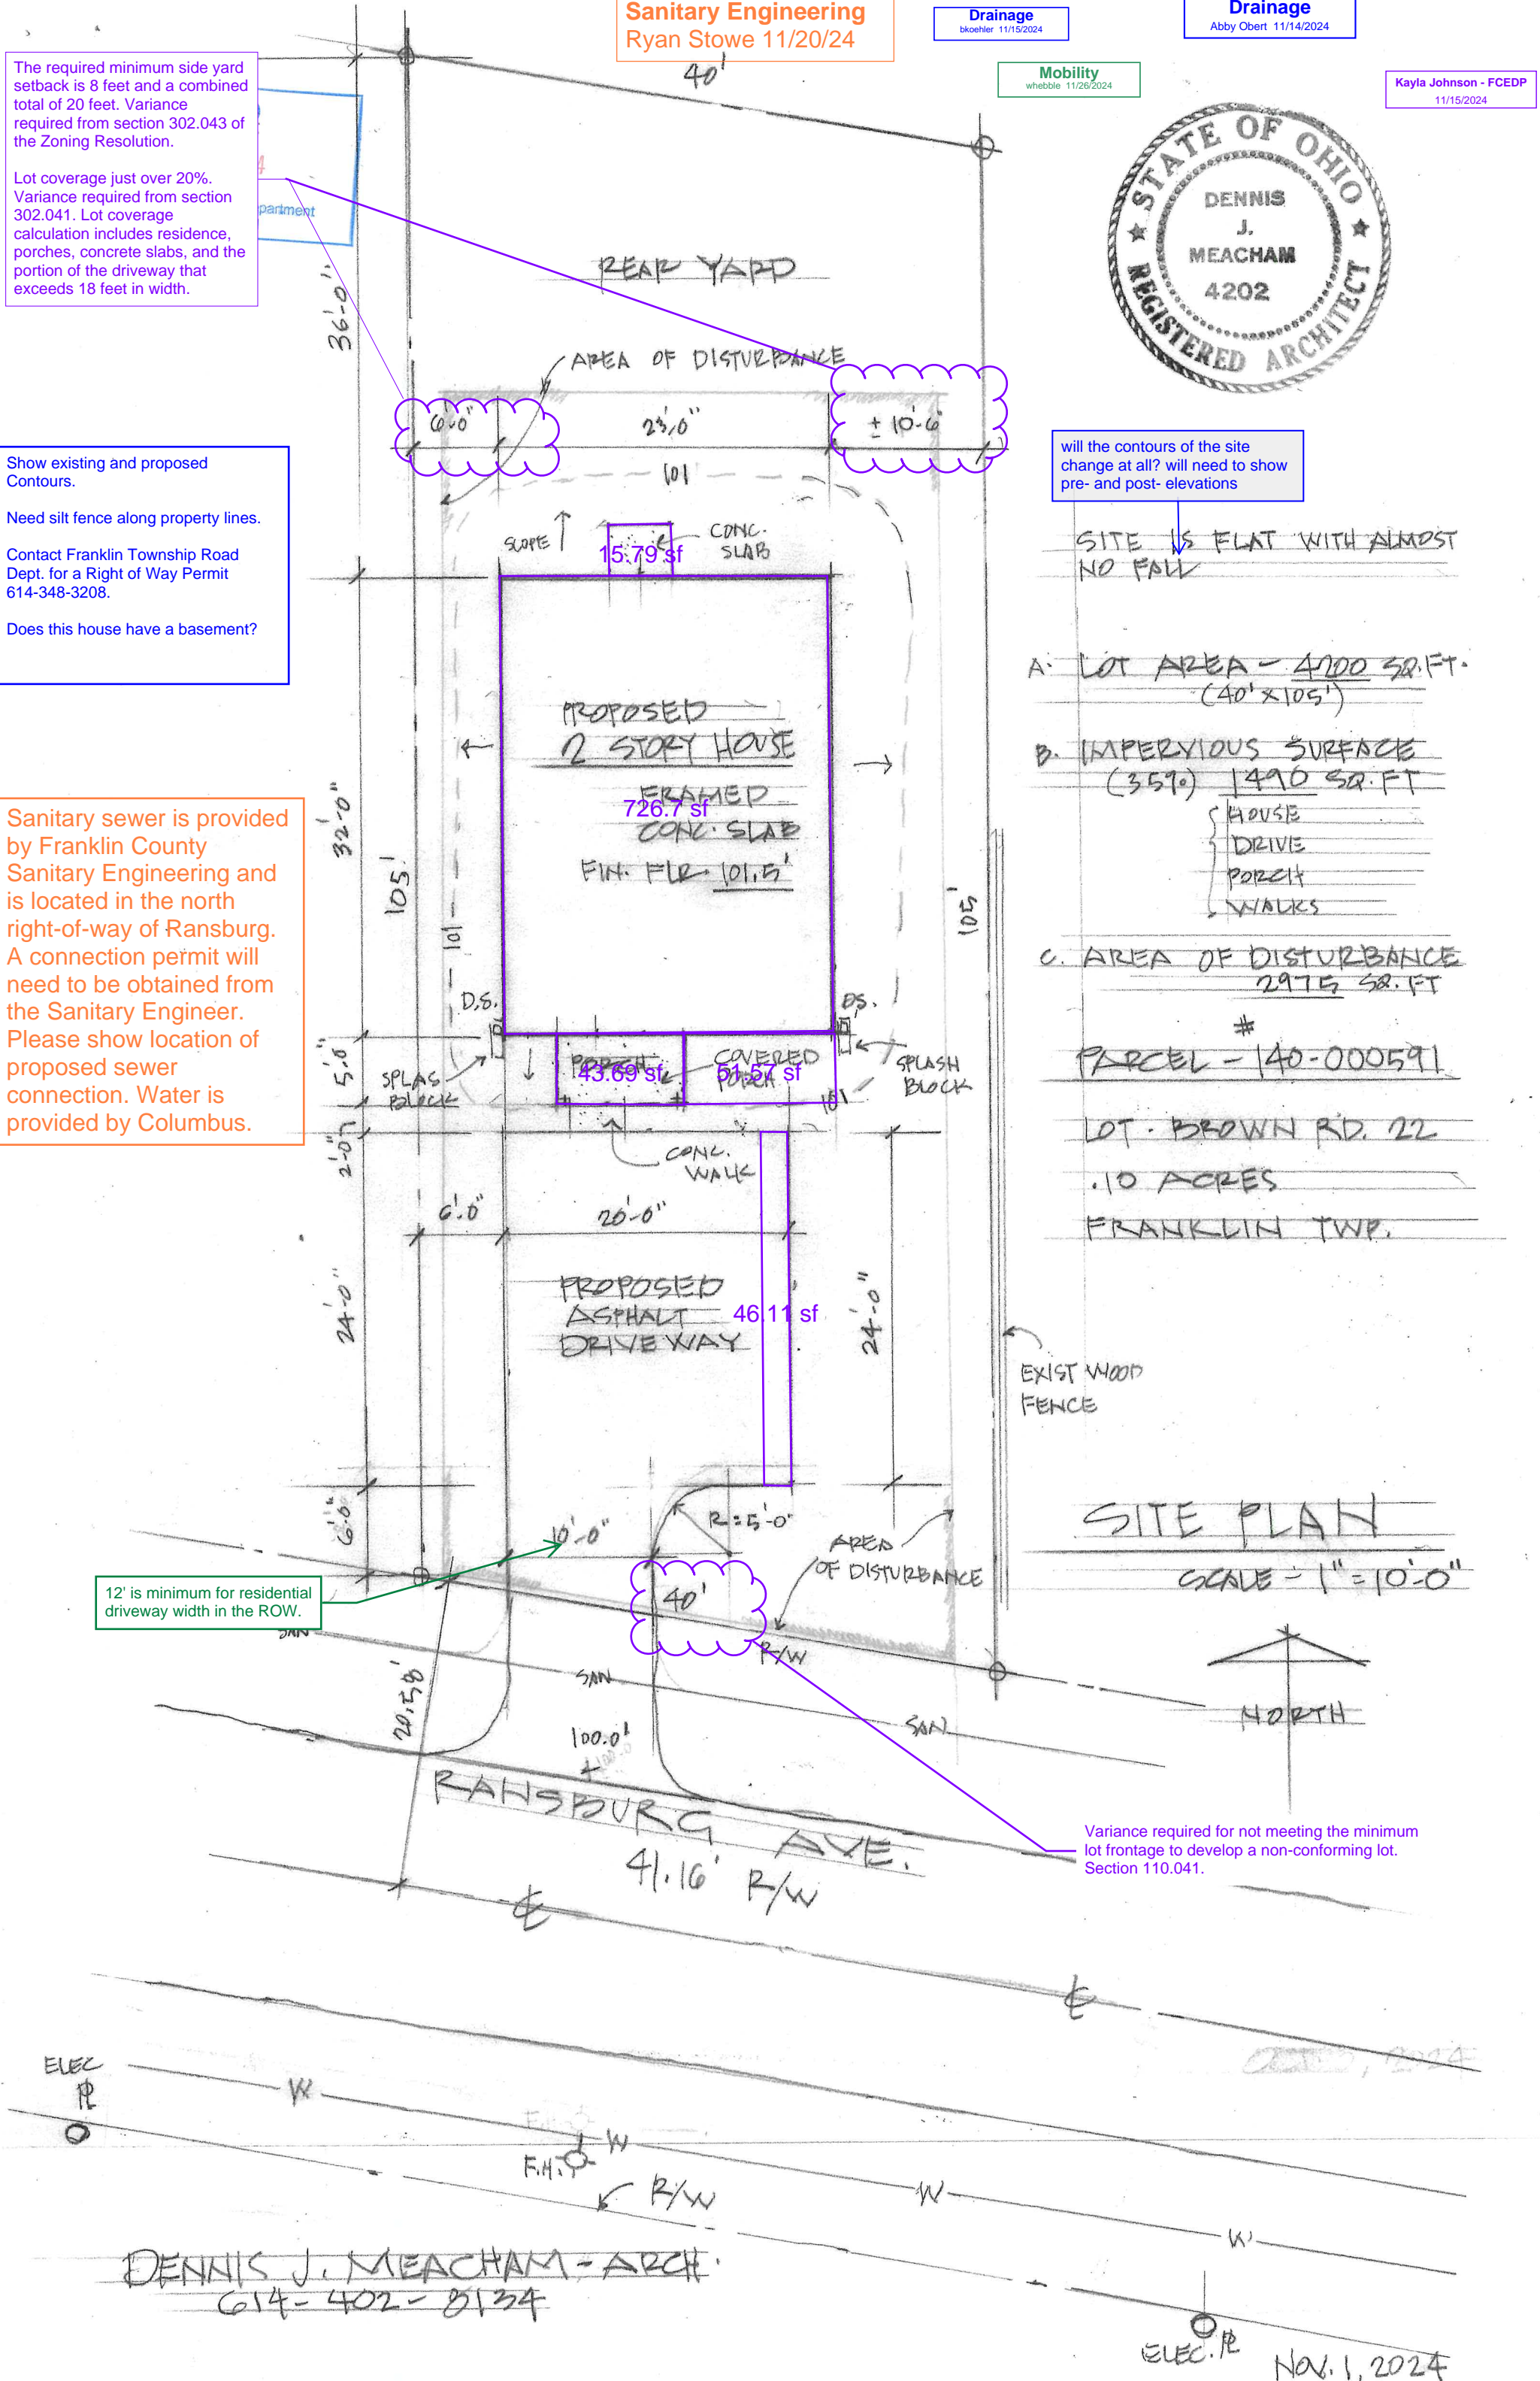 Sanitary Engineering
Ryan Stowe 11/20/24
Drainage
bkoehler 11/15/2024
Drainage
Abby Obert 11/14/2024
Mobility
whebble 11/26/2024
Kayla Johnson - FCEDP
11/15/2024
The required minimum side yard
setback is 8 feet and a combined
total of 20 feet. Variance
required from section 302.043 of
the Zoning Resolution.
Lot coverage just over 20%.
Variance required from section
302.041. Lot coverage
calculation includes residence,
porches, concrete slabs, and the
portion of the driveway that
exceeds 18 feet in width.
partment
40'
STATE OF OHIO
DENNIS
J.
MEACHAM
4202
REGISTERED ARCHITECT
REAR YARD
36'-0"
AREA OF DISTURBANCE
6'-0"
23'-0"
± 10'-6"
101
Show existing and proposed
Contours.
Need silt fence along property lines.
Contact Franklin Township Road
Dept. for a Right of Way Permit
614-348-3208.
Does this house have a basement?
will the contours of the site
change at all? will need to show
pre- and post- elevations
SITE IS FLAT WITH ALMOST
NO FALL
SLOPE
CONC.
SLAB
15.79 sf
A. LOT AREA - 4200 SQ.FT.
(40' x 105')
B. IMPERVIOUS SURFACE
(35%) 1490 SQ.FT
HOUSE
DRIVE
PORCH
WALKS
C. AREA OF DISTURBANCE
2975 SQ.FT
#
PARCEL - 140-000591
LOT - BROWN RD. 22
.10 ACRES
FRANKLIN TWP.
PROPOSED
2 STORY HOUSE
FRAMED
726.7 sf
CONC. SLAB
FIN. FLR. 101.5'
32'-0"
105'
101
105'
Sanitary sewer is provided
by Franklin County
Sanitary Engineering and
is located in the north
right-of-way of Ransburg.
A connection permit will
need to be obtained from
the Sanitary Engineer.
Please show location of
proposed sewer
connection. Water is
provided by Columbus.
D.S.
DS.
5'-0"
SPLAS
BLOCK
PORCH
43.69 sf
COVERED
PORCH
51.57 sf
101
SPLASH
BLOCK
2'-0"
CONC.
WALK
6'-0"
20'-0"
24'-0"
PROPOSED
ASPHALT
DRIVEWAY
46.11 sf
24'-0"
EXIST WOOD
FENCE
6'-0"
10'-0"
R = 5'-0"
AREA
OF DISTURBANCE
40'
R/W
12' is minimum for residential
driveway width in the ROW.
SITE PLAN
SCALE - 1" = 10'-0"
NORTH
SAN
SAN
SAN
20.58'
100.0'
100.0
RANSBURG AVE.
41.16' R/W
Variance required for not meeting the minimum
lot frontage to develop a non-conforming lot.
Section 110.041.
℄
℄
2024
ELEC
W
W
F.H.
R/W
W
W
DENNIS J. MEACHAM - ARCH.
614-402-8134
ELEC.
NOV. 1, 2024